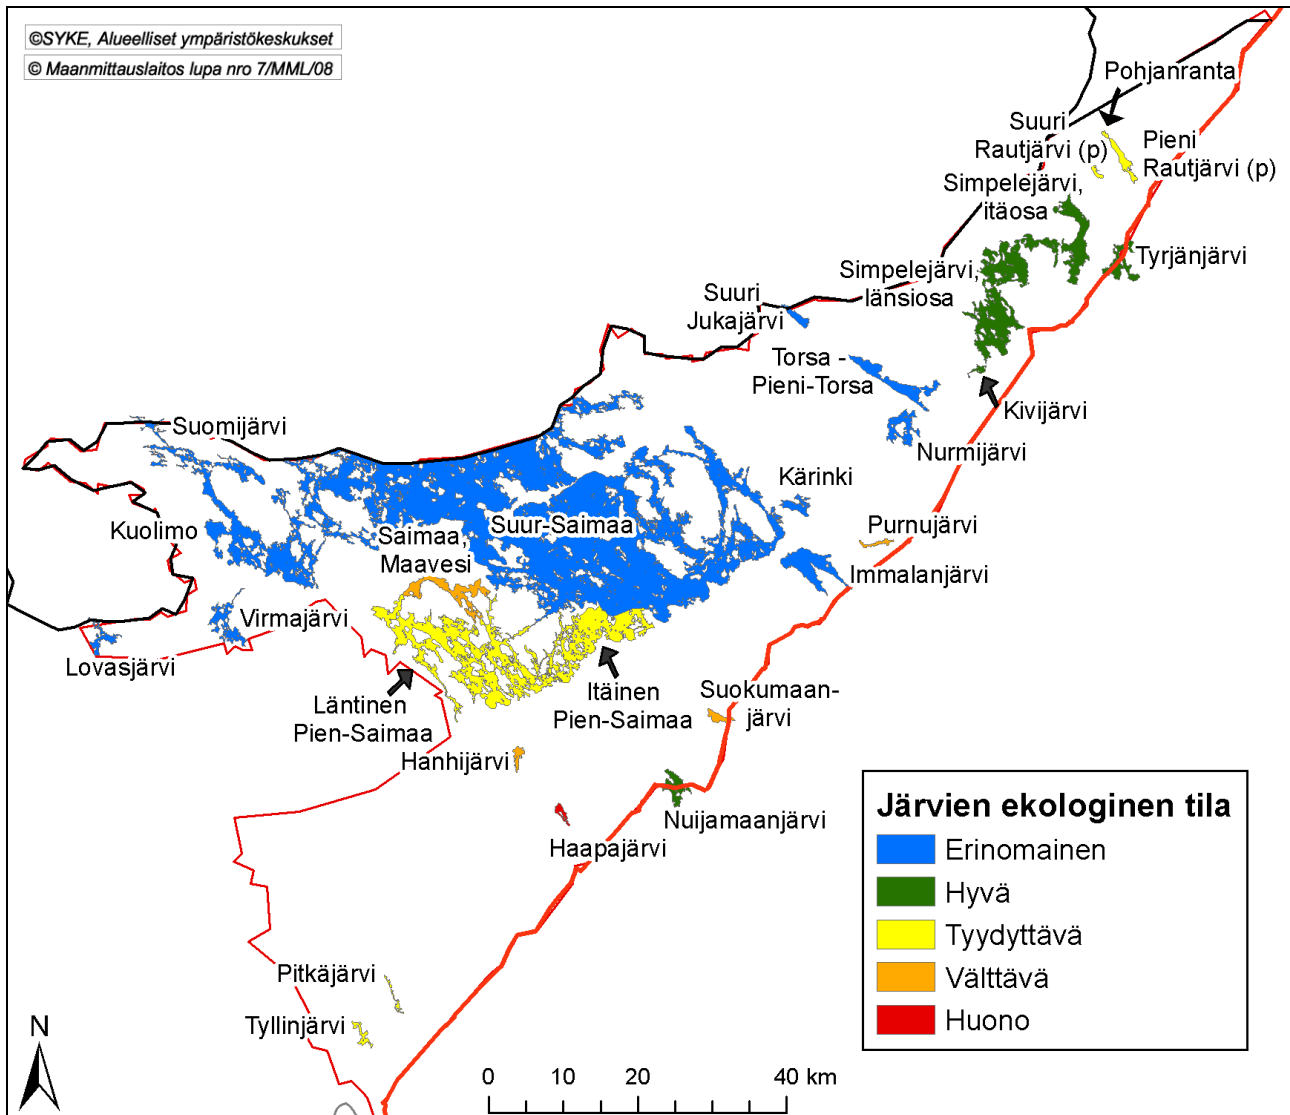 ©SYKE, Alueelliset ympäristökeskukset
© Maanmittauslaitos lupa nro 7/MML/08
Pohjanranta
Suuri
Rautjärvi (p)
Pieni
Rautjärvi (p)
Simpelejärvi,
itäosa
Tyrjänjärvi
Simpelejärvi,
länsiosa
Suuri
Jukajärvi
Torsa -
Pieni-Torsa
Kivijärvi
Suomijärvi
Nurmijärvi
Kärinki
Kuolimo
Suur-Saimaa
Saimaa,
Maavesi
Purnujärvi
Immalanjärvi
Virmajärvi
Lovasjärvi
Läntinen
Pien-Saimaa
Itäinen
Pien-Saimaa
Suokumaan-
järvi
Hanhijärvi
Nuijamaanjärvi
Haapajärvi
Järvien ekologinen tila
Erinomainen
Hyvä
Tyydyttävä
Välttävä
Huono
Pitkäjärvi
Tyllinjärvi
N
0 10 20 40 km